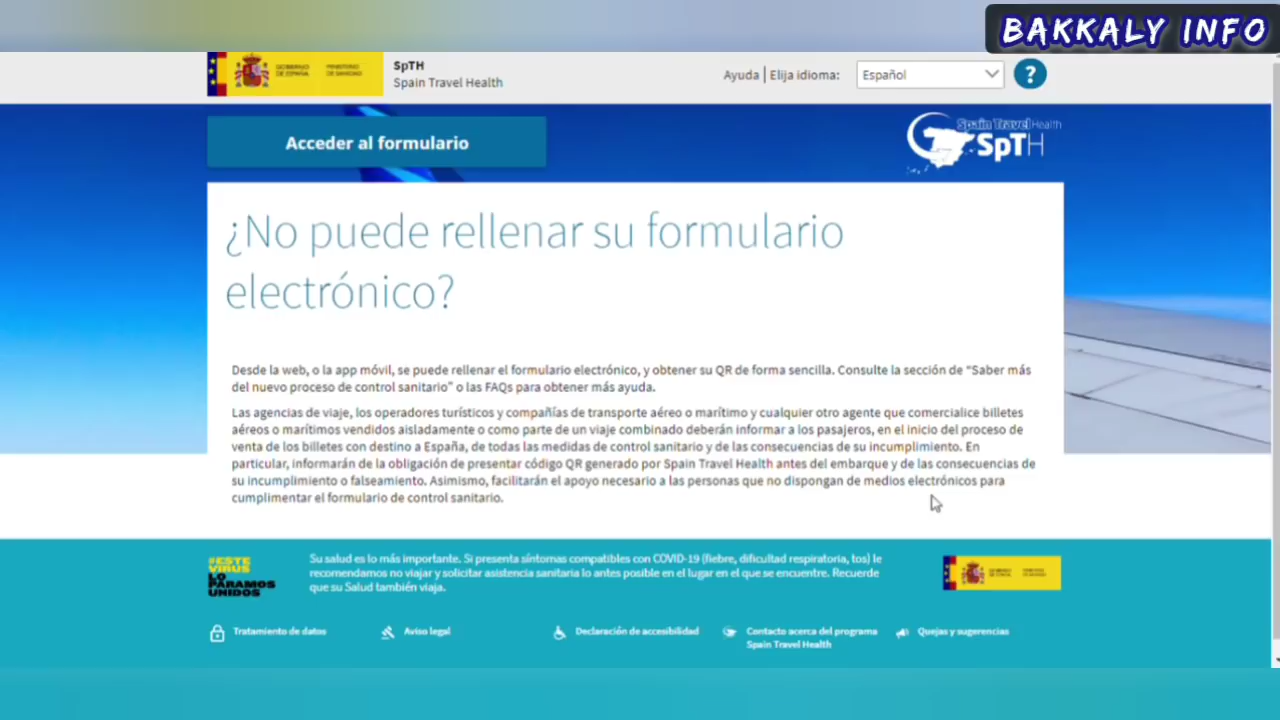 BAKKALY INFO
GOBIERNO DE ESPAÑA
MINISTERIO DE SANIDAD
SpTH
Spain Travel Health
Ayuda | Elija idioma:
Español
?
Acceder al formulario
Spain Travel Health
SpTH
¿No puede rellenar su formulario
electrónico?
Desde la web, o la app móvil, se puede rellenar el formulario electrónico, y obtener su QR de forma sencilla. Consulte la sección de “Saber más
del nuevo proceso de control sanitario” o las FAQs para obtener más ayuda.
Las agencias de viaje, los operadores turísticos y compañías de transporte aéreo o marítimo y cualquier otro agente que comercialice billetes
aéreos o marítimos vendidos aisladamente o como parte de un viaje combinado deberán informar a los pasajeros, en el inicio del proceso de
venta de los billetes con destino a España, de todas las medidas de control sanitario y de las consecuencias de su incumplimiento. En
particular, informarán de la obligación de presentar código QR generado por Spain Travel Health antes del embarque y de las consecuencias de
su incumplimiento o falseamiento. Asimismo, facilitarán el apoyo necesario a las personas que no dispongan de medios electrónicos para
cumplimentar el formulario de control sanitario.
#ESTE
VIRUS
LO
PARAMOS
UNIDOS
Su salud es lo más importante. Si presenta síntomas compatibles con COVID-19 (fiebre, dificultad respiratoria, tos) le
recomendamos no viajar y solicitar asistencia sanitaria lo antes posible en el lugar en el que se encuentre. Recuerde
que su Salud también viaja.
Tratamiento de datos
Aviso legal
Declaración de accesibilidad
Contacto acerca del programa
Spain Travel Health
Quejas y sugerencias